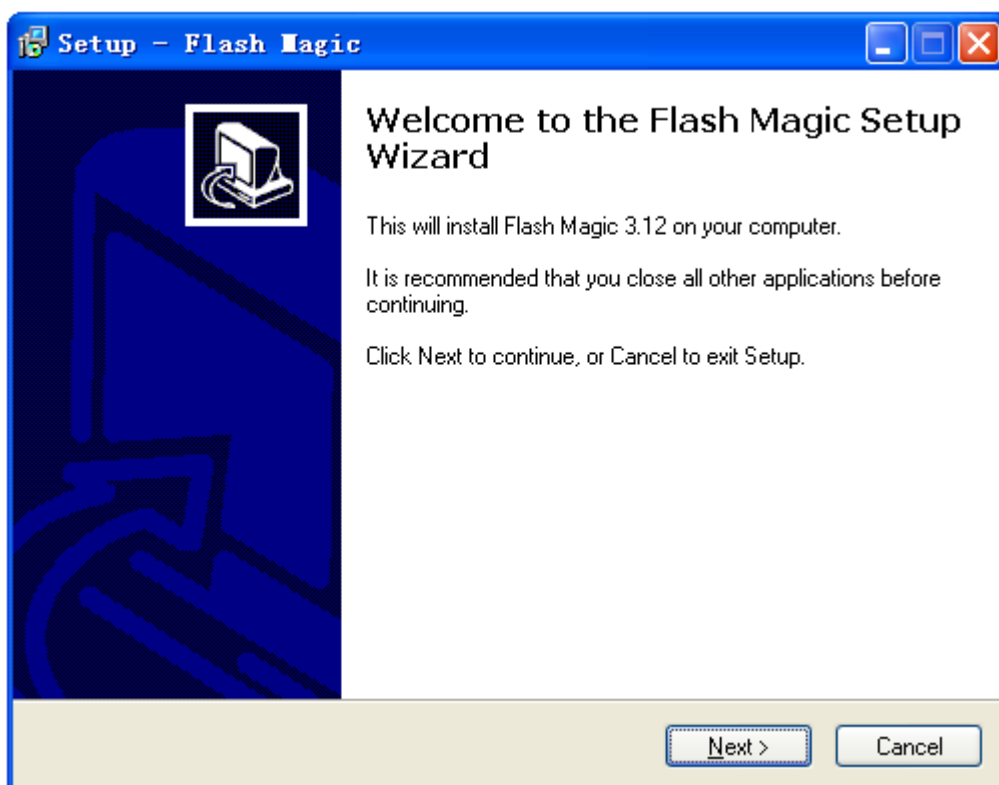 Setup - Flash Magic
Welcome to the Flash Magic Setup
Wizard
This will install Flash Magic 3.12 on your computer.
It is recommended that you close all other applications before
continuing.
Click Next to continue, or Cancel to exit Setup.
Next >
Cancel